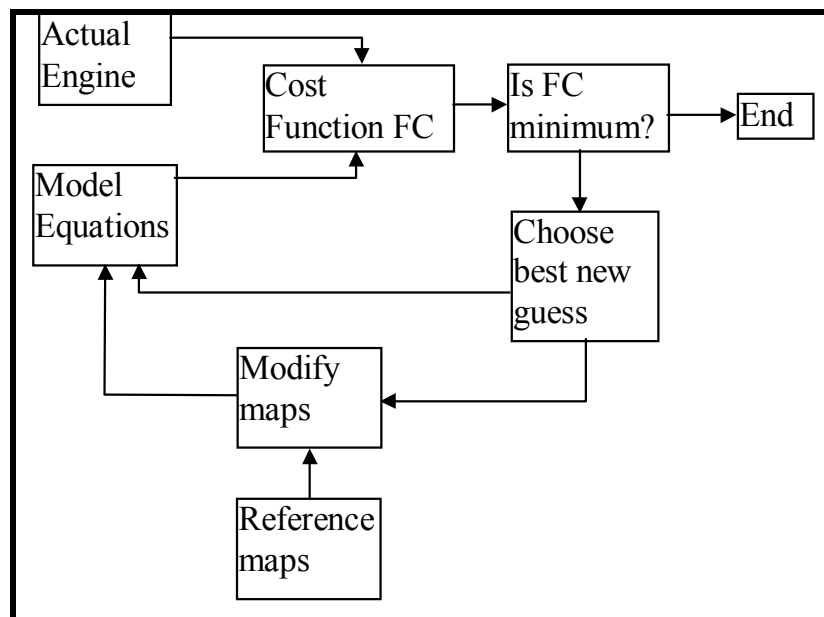 Actual
Engine
Cost
Function FC
Is FC
minimum?
End
Model
Equations
Choose
best new
guess
Modify
maps
Reference
maps